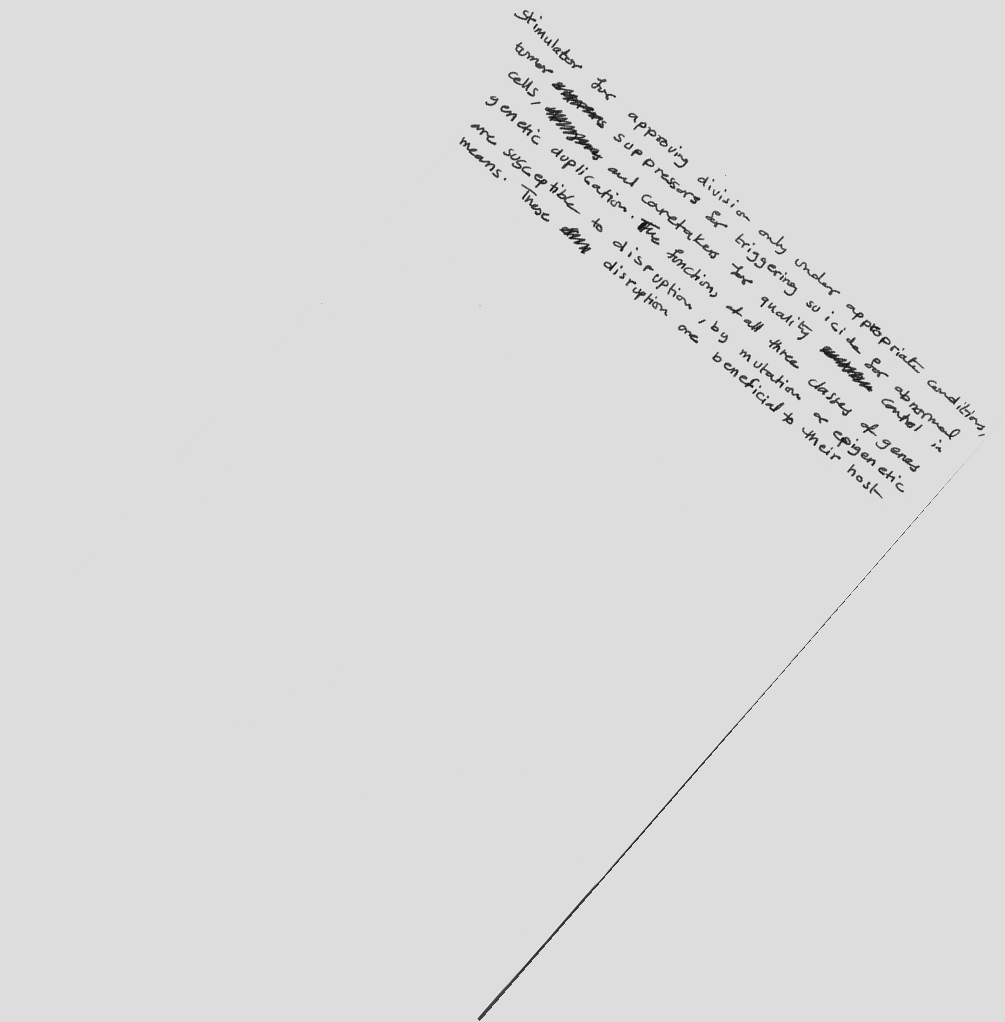 Stimulator for approving division only under appropriate conditions,
tumor suppressors for triggering suicide for abnormal
cells, and caretakers for quality control in
genetic duplication. The functions of all three classes of genes
are susceptible to disruption, by mutation or epigenetic
means. These disruption are beneficial to their host